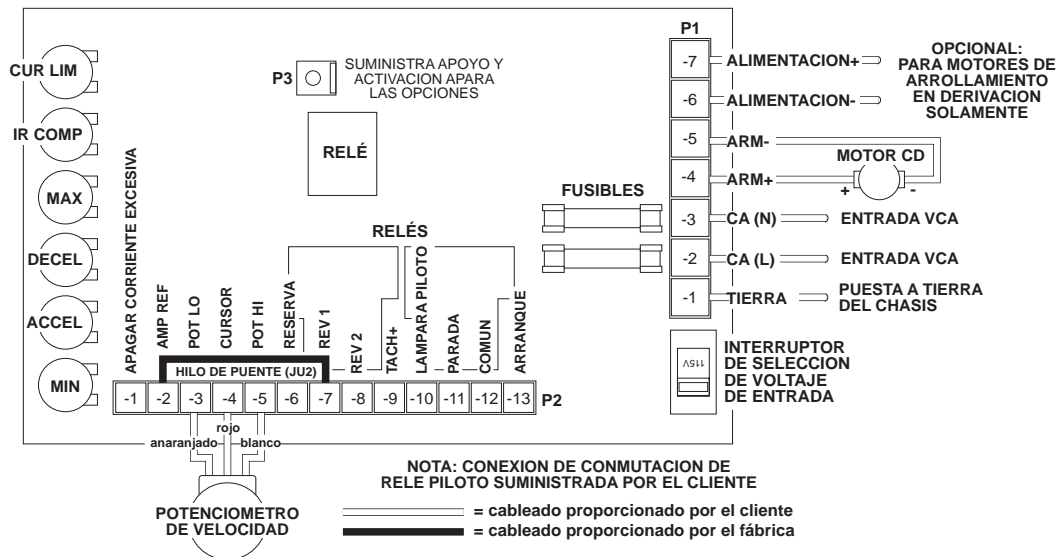 CUR LIM
IR COMP
MAX
DECEL
ACCEL
MIN
P3
SUMINISTRA APOYO Y
ACTIVACION APARA
LAS OPCIONES
RELÉ
FUSIBLES
RELÉS
P1
-7 ALIMENTACION+
-6 ALIMENTACION-
-5 ARM-
-4 ARM+
-3 CA (N) ENTRADA VCA
-2 CA (L) ENTRADA VCA
-1 TIERRA PUESTA A TIERRA
DEL CHASIS
OPCIONAL:
PARA MOTORES DE
ARROLLAMIENTO
EN DERIVACION
SOLAMENTE
MOTOR CD
+ -
115V
INTERRUPTOR
DE SELECCION
DE VOLTAJE
DE ENTRADA
APAGAR CORRIENTE EXCESIVA
AMP REF
POT LO
CURSOR
POT HI
RESERVA
REV 1
REV 2
TACH+
LAMPARA PILOTO
PARADA
COMUN
ARRANQUE
HILO DE PUENTE (JU2)
-1 -2 -3 -4 -5 -6 -7 -8 -9 -10 -11 -12 -13 P2
rojo
anaranjado blanco
POTENCIOMETRO
DE VELOCIDAD
NOTA: CONEXION DE CONMUTACION DE
RELE PILOTO SUMINISTRADA POR EL CLIENTE
= cableado proporcionado por el cliente
= cableado proporcionado por el fábrica